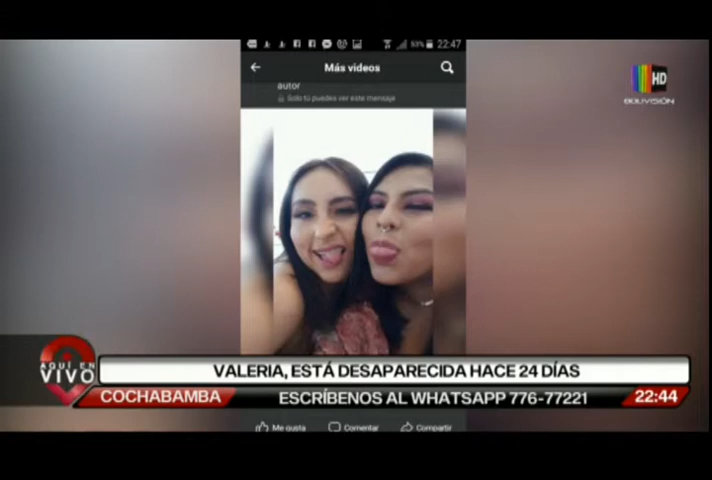 53% 22:47
Más videos
autor
Solo tú puedes ver este mensaje
HD
BOLIVISIÓN
AQUÍ EN
VIVO
VALERIA, ESTÁ DESAPARECIDA HACE 24 DÍAS
COCHABAMBA
ESCRÍBENOS AL WHATSAPP 776-77221
22:44
Me gusta
Comentar
Compartir